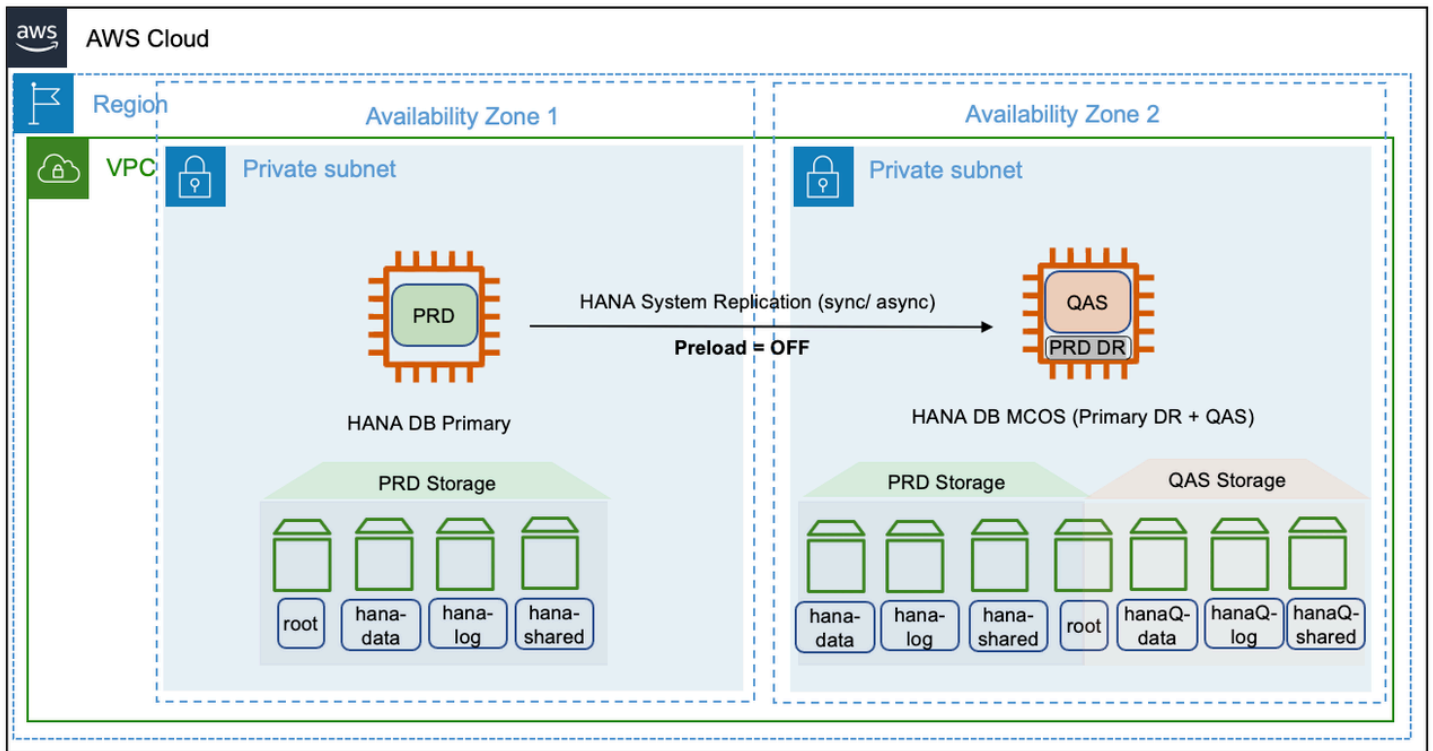 aws
AWS Cloud
Region
Availability Zone 1
Availability Zone 2
VPC
Private subnet
Private subnet
PRD
HANA System Replication (sync/ async)
Preload = OFF
QAS
PRD DR
HANA DB Primary
HANA DB MCOS (Primary DR + QAS)
PRD Storage
PRD Storage
QAS Storage
root
hana-
data
hana-
log
hana-
shared
hana-
data
hana-
log
hana-
shared
root
hanaQ-
data
hanaQ-
log
hanaQ-
shared